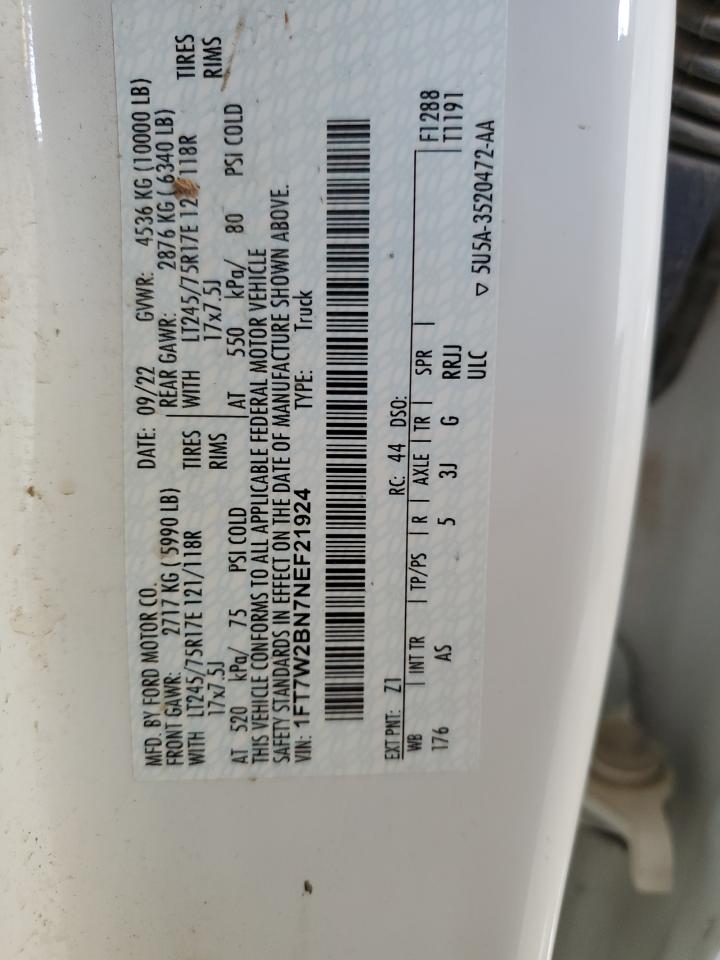 MFD. BY FORD MOTOR CO.
DATE: 09/22 GVWR: 4536 KG (10000 LB)
FRONT GAWR: 2717 KG ( 5990 LB) REAR GAWR: 2876 KG ( 6340 LB)
WITH LT245/75R17E 121/118R TIRES WITH LT245/75R17E 118R TIRES
17x7.5J RIMS 17x7.5J RIMS
AT 520 kPa/ 75 PSI COLD AT 550 kPa/ 80 PSI COLD
THIS VEHICLE CONFORMS TO ALL APPLICABLE FEDERAL MOTOR VEHICLE
SAFETY STANDARDS IN EFFECT ON THE DATE OF MANUFACTURE SHOWN ABOVE.
VIN: 1FT7W2BN7NEF21924 TYPE: Truck
EXT PNT: Z1 RC: 44 DSO:
WB | INT TR | TP/PS | R | AXLE | TR | SPR | F1288
176 AS 5 3J G RRJJ T1191
ULC
▽ 5U5A-3520472-AA